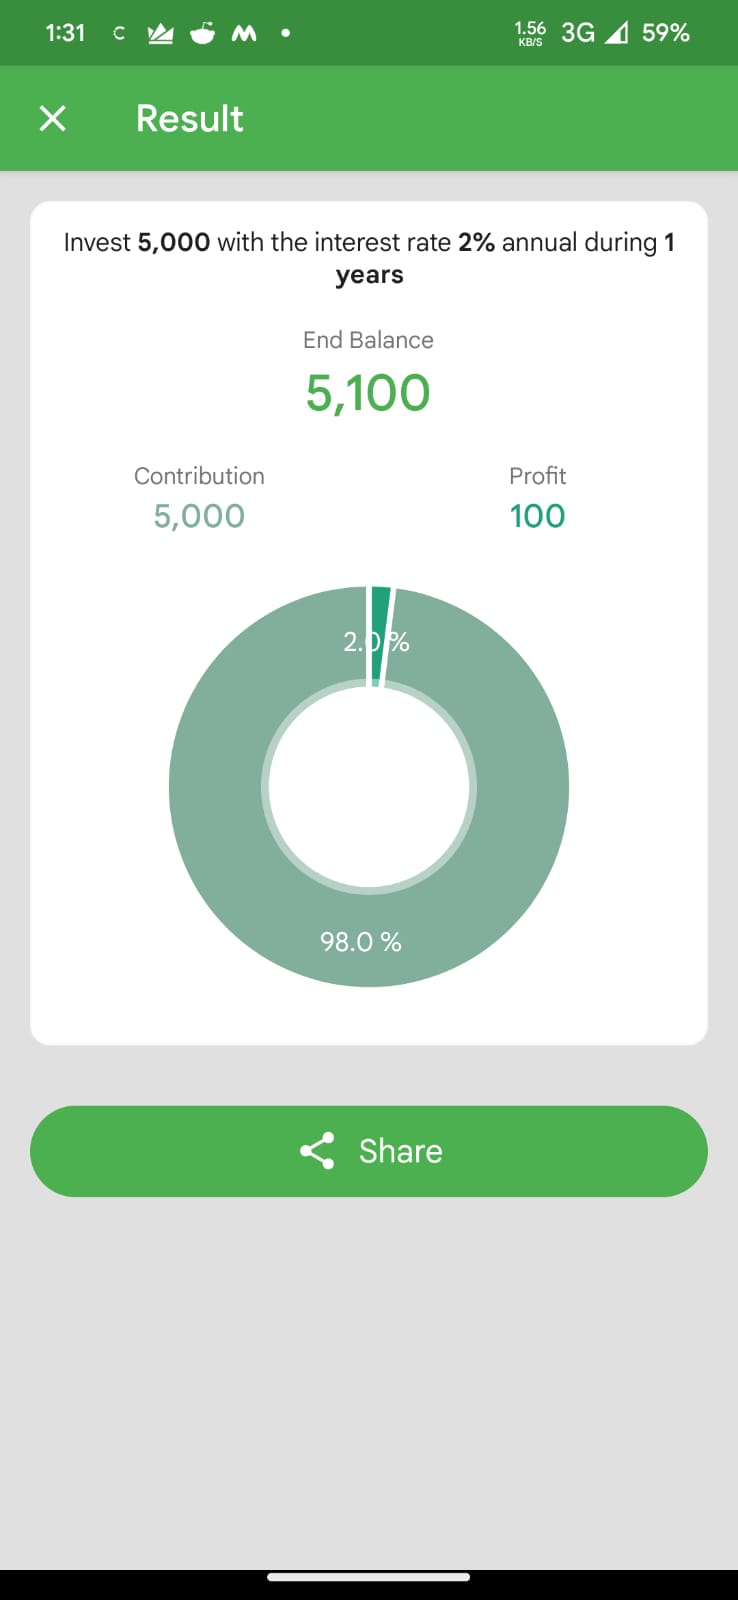 1:31 C 1.56 KB/S 3G 59%
Result
Invest 5,000 with the interest rate 2% annual during 1
years
End Balance
5,100
Contribution Profit
5,000 100
2.0 %
98.0 %
Share